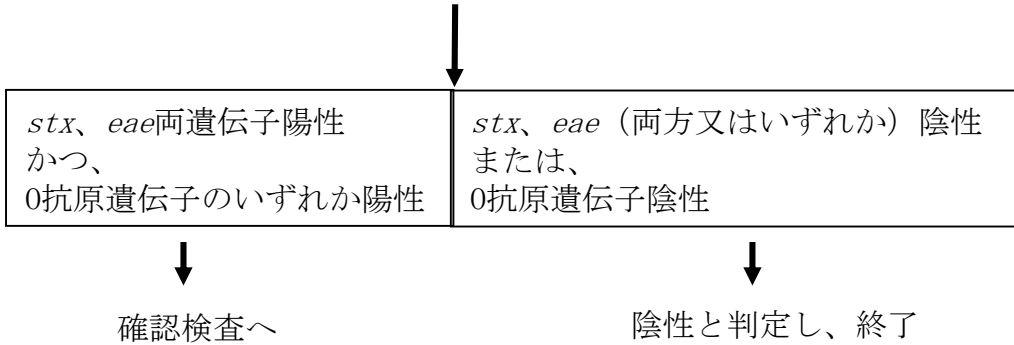 stx、eae両遺伝子陽性
かつ、
O抗原遺伝子のいずれか陽性
stx、eae（両方又はいずれか）陰性
または、
O抗原遺伝子陰性
確認検査へ
陰性と判定し、終了